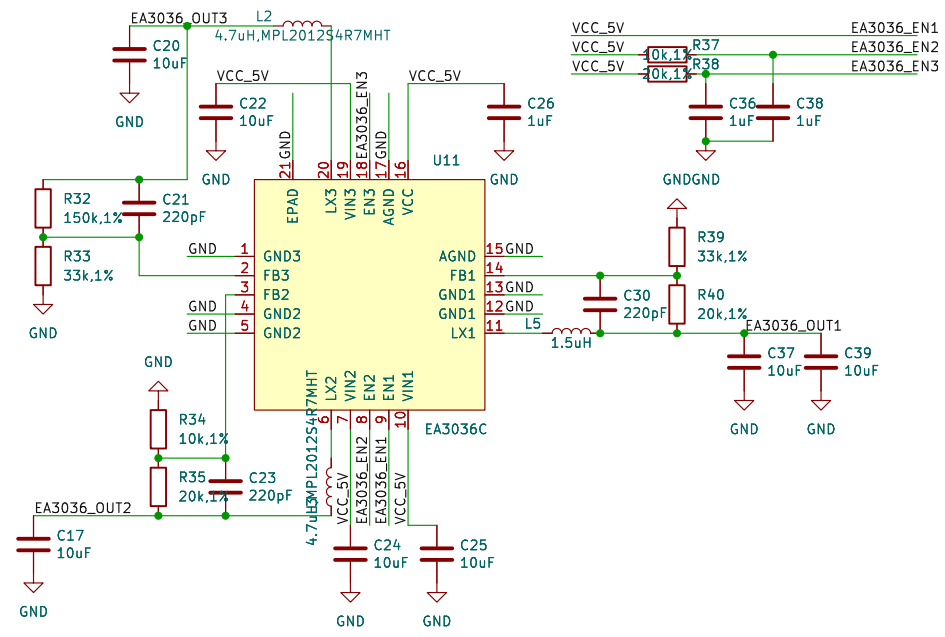 EA3036_OUT3
L2
4.7uH,MPL2012S4R7MHT
C20
10uF
GND
VCC_5V
C22
10uF
GND
GND
EA3036_EN3
GND
VCC_5V
C26
1uF
GND
VCC_5V
EA3036_EN1
VCC_5V
R37
10k,1%
EA3036_EN2
VCC_5V
R38
20k,1%
EA3036_EN3
C36
1uF
C38
1uF
GNDGND
U11
21
20
19
18
17
16
EPAD
LX3
VIN3
EN3
AGND
VCC
R32
150k,1%
C21
220pF
R33
33k,1%
GND
GND
1
GND3
2
FB3
3
FB2
GND
4
GND2
GND
5
GND2
AGND
15
GND
FB1
14
GND1
13
GND
GND1
12
GND
LX1
11
L5
1.5uH
R39
33k,1%
C30
220pF
R40
20k,1%
EA3036_OUT1
C37
10uF
C39
10uF
GND
GND
LX2
VIN2
EN2
EN1
VIN1
6
7
8
9
10
EA3036C
GND
R34
10k,1%
R35
20k,1%
C23
220pF
4.7uH,MPL2012S4R7MHT
VCC_5V
EA3036_EN2
EA3036_EN1
VCC_5V
EA3036_OUT2
C17
10uF
GND
C24
10uF
GND
C25
10uF
GND